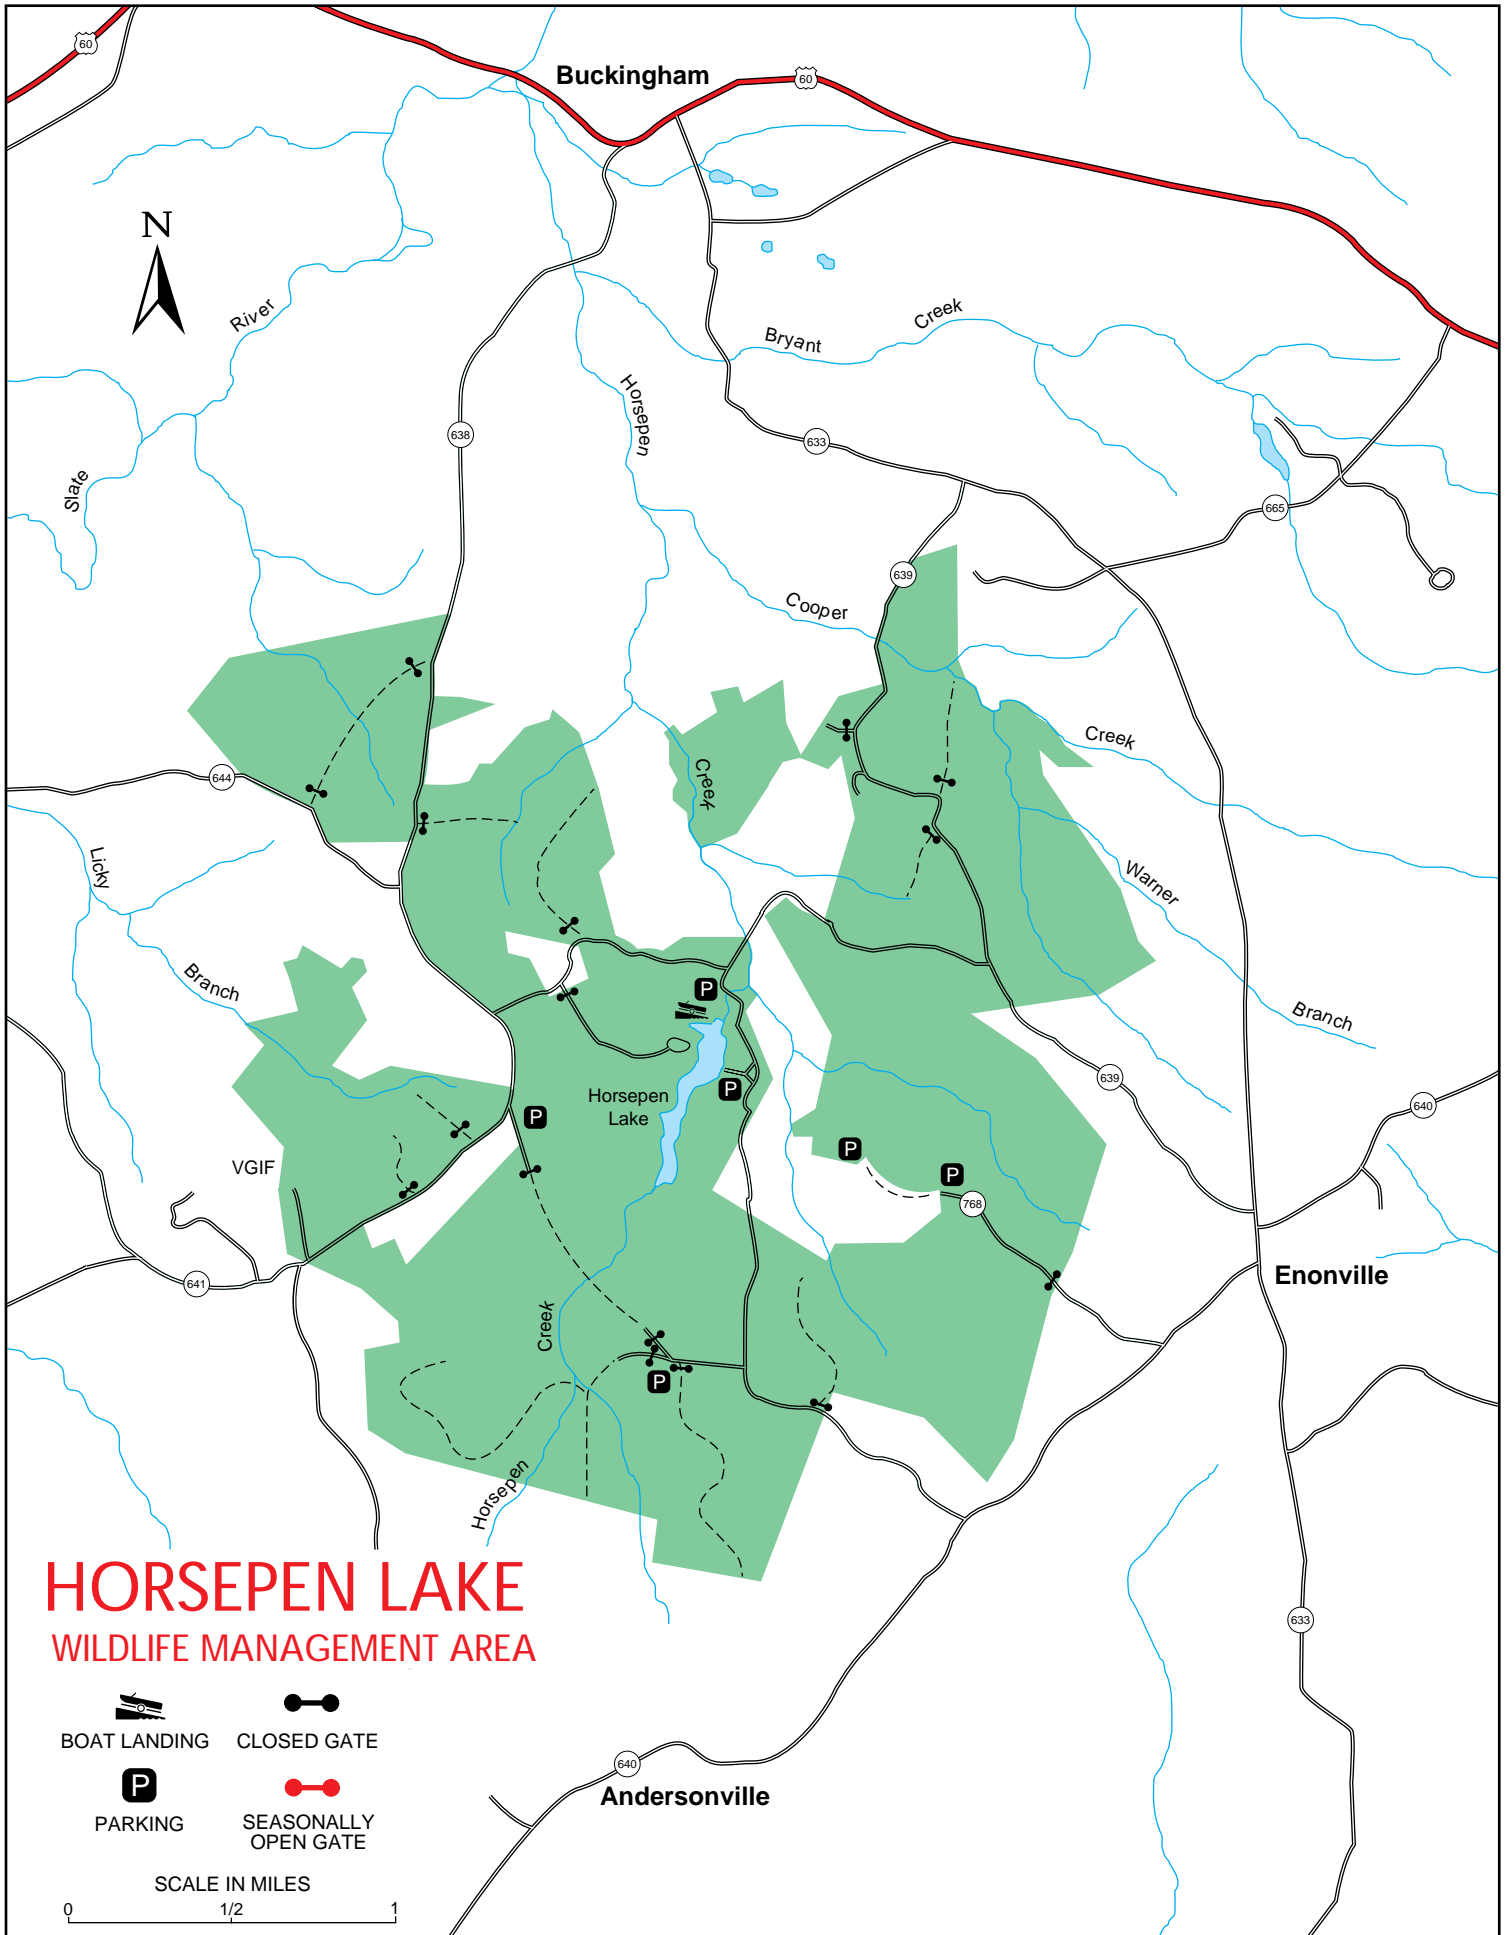 60
Buckingham
60
N
River
Creek
Bryant
Horsepen
638
633
Slate
665
639
Cooper
Creek
644
Creek
Licky
Warner
Branch
Branch
Horsepen
Lake
P
P
P
P
P
P
639
640
VGIF
768
641
Enonville
Creek
Horsepen
HORSEPEN LAKE
WILDLIFE MANAGEMENT AREA
633
BOAT LANDING
CLOSED GATE
P
PARKING
SEASONALLY
OPEN GATE
640
Andersonville
SCALE IN MILES
0 1/2 1